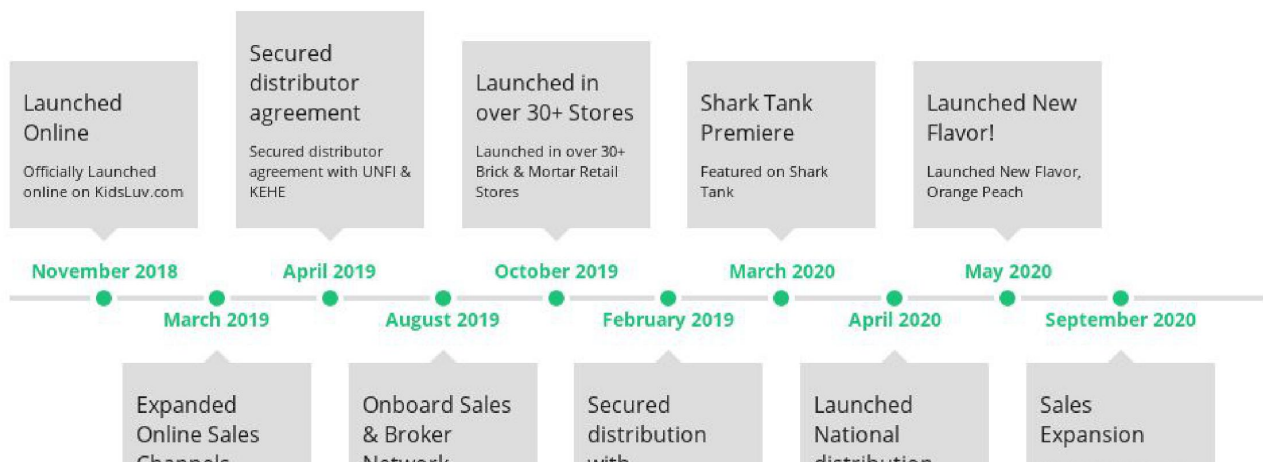 Launched
Online
Officially Launched
online on KidsLuv.com
November 2018
Secured
distributor
agreement
Secured distributor
agreement with UNFI &
KEHE
April 2019
Launched in
over 30+ Stores
Launched in over 30+
Brick & Mortar Retail
Stores
October 2019
Shark Tank
Premiere
Featured on Shark
Tank
March 2020
Launched New
Flavor!
Launched New Flavor,
Orange Peach
May 2020
March 2019
Expanded
Online Sales
Channels
August 2019
Onboard Sales
& Broker
Network
February 2019
Secured
distribution
with
April 2020
Launched
National
distribution
September 2020
Sales
Expansion